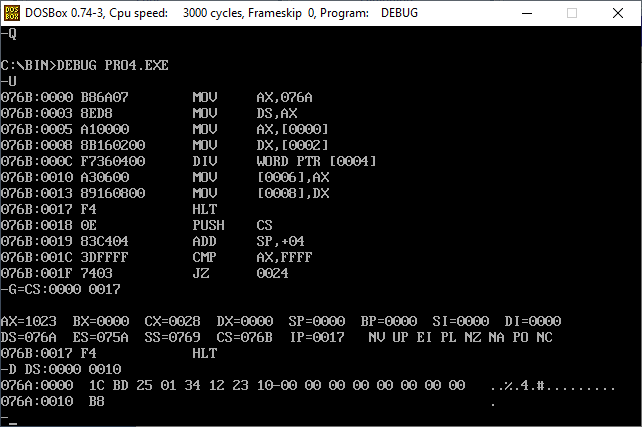 DOSBox 0.74-3, Cpu speed: 3000 cycles, Frameskip 0, Program: DEBUG
-Q
C:\BIN>DEBUG PRO4.EXE
-U
076B:0000 B86A07 MOV AX,076A
076B:0003 8ED8 MOV DS,AX
076B:0005 A10000 MOV AX,[0000]
076B:0008 8B160200 MOV DX,[0002]
076B:000C F7360400 DIV WORD PTR [0004]
076B:0010 A30600 MOV [0006],AX
076B:0013 89160800 MOV [0008],DX
076B:0017 F4 HLT
076B:0018 0E PUSH CS
076B:0019 83C404 ADD SP,+04
076B:001C 3DFFFF CMP AX,FFFF
076B:001F 7403 JZ 0024
-G=CS:0000 0017
AX=1023 BX=0000 CX=0028 DX=0000 SP=0000 BP=0000 SI=0000 DI=0000
DS=076A ES=075A SS=0769 CS=076B IP=0017 NV UP EI PL NZ NA PO NC
076B:0017 F4 HLT
-D DS:0000 0010
076A:0000 1C BD 25 01 34 12 23 10-00 00 00 00 00 00 00 00 ..%.4.#.........
076A:0010 B8 .
-_